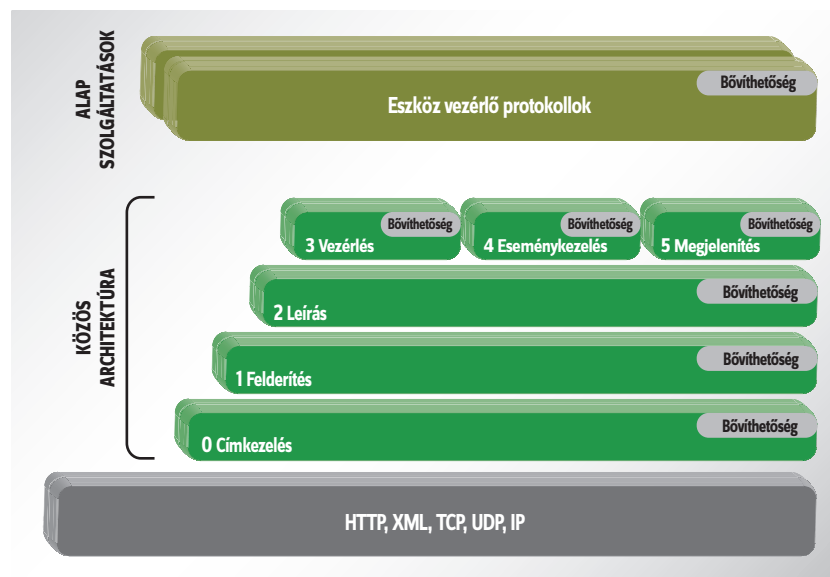 ALAP
SZOLGÁLTATÁSOK
Bővíthetőség
Eszköz vezérlő protokollok
KÖZÖS
ARCHITEKTÚRA
Bővíthetőség
3 Vezérlés
Bővíthetőség
4 Eseménykezelés
Bővíthetőség
5 Megjelenítés
Bővíthetőség
2 Leírás
Bővíthetőség
1 Felderítés
Bővíthetőség
0 Címkezelés
HTTP, XML, TCP, UDP, IP